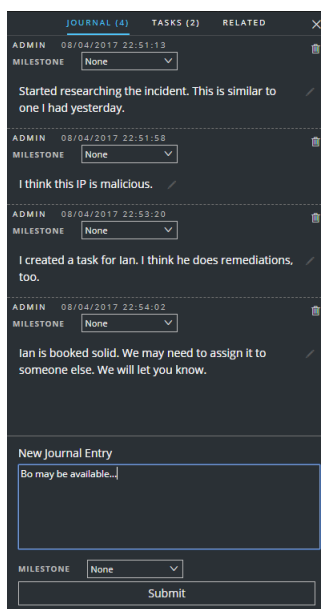 JOURNAL (4) TASKS (2) RELATED
ADMIN 08/04/2017 22:51:13
MILESTONE None
Started researching the incident. This is similar to
one I had yesterday.
ADMIN 08/04/2017 22:51:58
MILESTONE None
I think this IP is malicious.
ADMIN 08/04/2017 22:53:20
MILESTONE None
I created a task for Ian. I think he does remediations,
too.
ADMIN 08/04/2017 22:54:02
MILESTONE None
Ian is booked solid. We may need to assign it to
someone else. We will let you know.
New Journal Entry
Bo may be available...
MILESTONE None
Submit